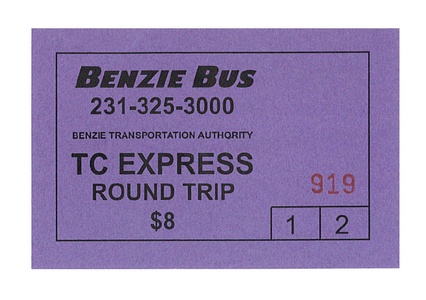 BENZIE BUS
231-325-3000
BENZIE TRANSPORTATION AUTHORITY
TC EXPRESS
ROUND TRIP
$8
919
1 2